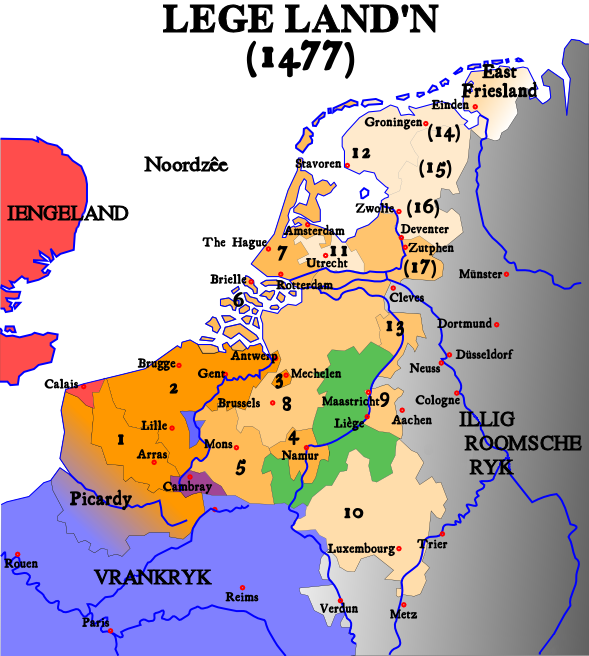 LEGE LAND'N
(1477)
East
Friesland
Einden
Groningen
(14)
12
Stavoren
Noordzêe
(15)
IENGELAND
Zwolle
(16)
Amsterdam
Deventer
The Hague
7
11
Zutphen
Utrecht
(17)
Münster
Brielle
Rotterdam
6
Cleves
13
Dortmund
Antwerp
Düsseldorf
Brugge
Neuss
Gent
3
Mechelen
Calais
2
Brussels
8
Maastricht
9
Cologne
Lille
Liège
Aachen
ILLIG
1
4
ROOMSCHE
Mons
Arras
5
Namur
RYK
Cambray
Picardy
10
Luxembourg
Trier
Rouen
VRANKRYK
Reims
Verdun
Metz
Paris